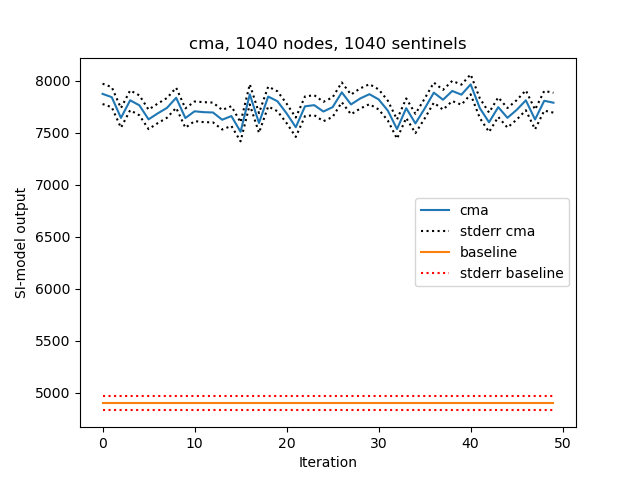 cma, 1040 nodes, 1040 sentinels
8000
7500
7000
6500
6000
5500
5000
SI-model output
cma
stderr cma
baseline
stderr baseline
0 10 20 30 40 50
Iteration